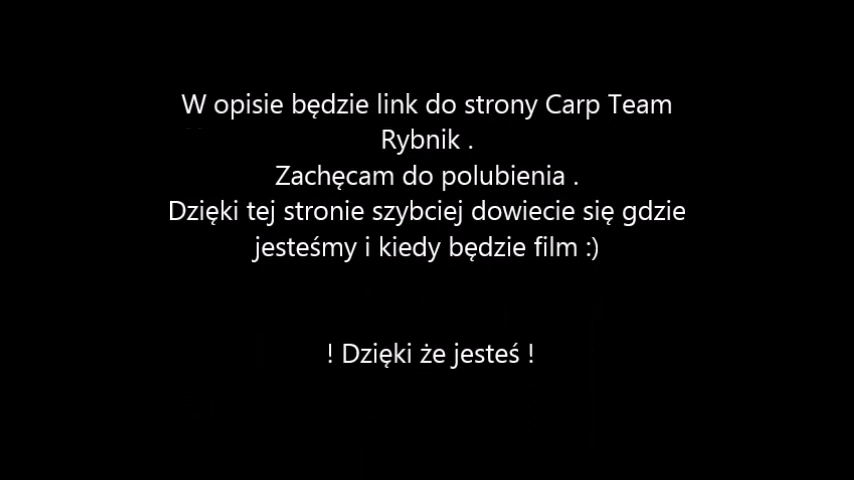 W opisie będzie link do strony Carp Team
Rybnik .
Zachęcam do polubienia .
Dzięki tej stronie szybciej dowiecie się gdzie
jesteśmy i kiedy będzie film :)
! Dzięki że jesteś !